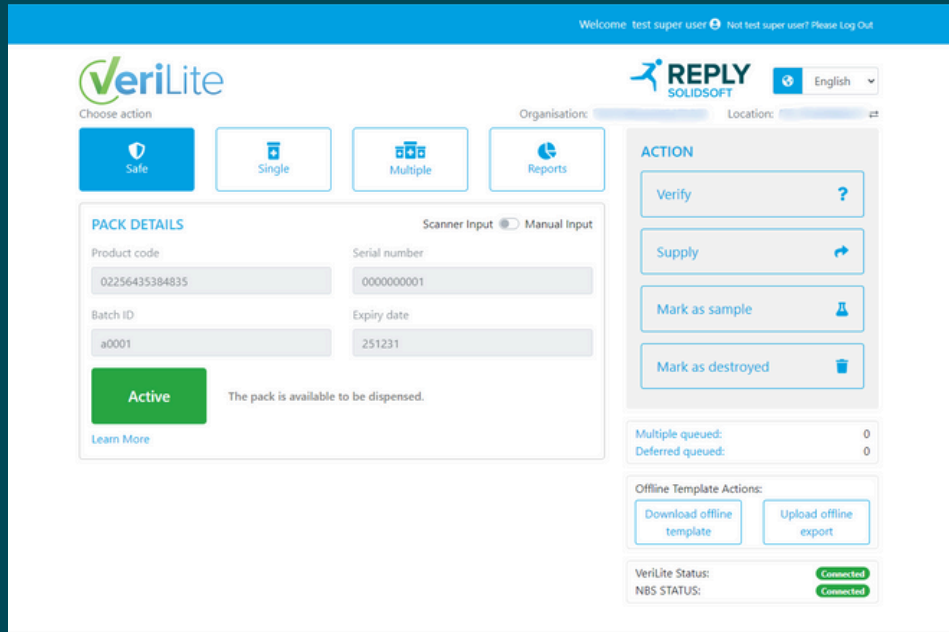 Welcome test super user Not test super user? Please Log Out
VeriLite
REPLY
SOLIDSOFT
English
Choose action
Organisation:
Location:
Safe
Single
Multiple
Reports
PACK DETAILS
Scanner Input
Manual Input
Product code
Serial number
02256435384835
0000000001
Batch ID
Expiry date
a0001
251231
Active
The pack is available to be dispensed.
Learn More
ACTION
Verify ?
Supply
Mark as sample
Mark as destroyed
Multiple queued: 0
Deferred queued: 0
Offline Template Actions:
Download offline
template
Upload offline
export
VeriLite Status: Connected
NBS STATUS: Connected